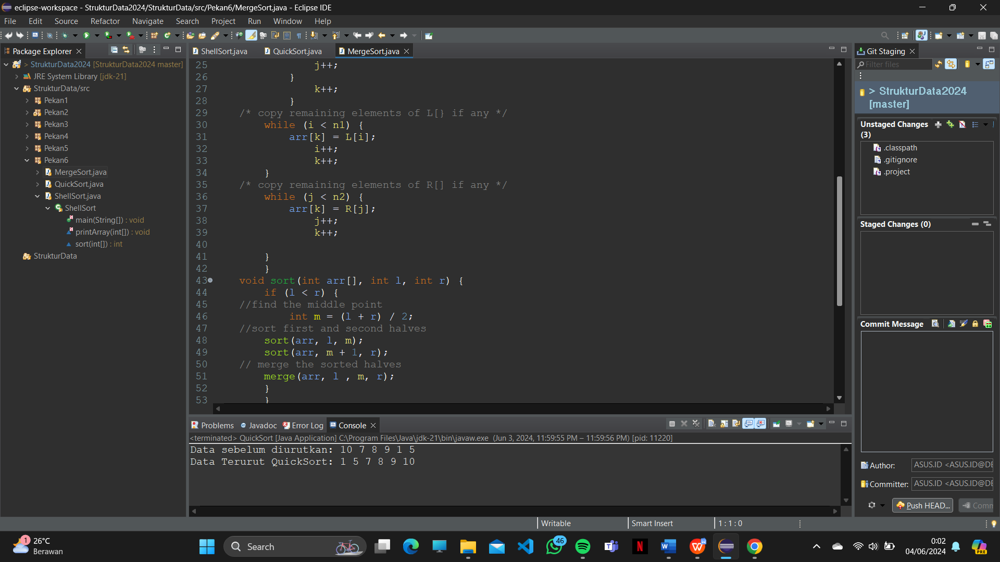 eclipse-workspace - StrukturData2024/StrukturData/src/Pekan6/MergeSort.java - Eclipse IDE
File Edit Source Refactor Navigate Search Project Run Window Help
Package Explorer
> StrukturData2024 [StrukturData2024 master]
JRE System Library [jdk-21]
StrukturData/src
Pekan1
Pekan2
Pekan3
Pekan4
Pekan5
Pekan6
MergeSort.java
QuickSort.java
ShellSort.java
ShellSort
main(String[]) : void
printArray(int[]) : void
sort(int[]) : int
StrukturData
ShellSort.java QuickSort.java MergeSort.java
25 j++;
26 }
27 k++;
28 }
29 /* copy remaining elements of L[} if any */
30 while (i < n1) {
31 arr[k] = L[i];
32 i++;
33 k++;
34 }
35 /* copy remaining elements of R[] if any */
36 while (j < n2) {
37 arr[k] = R[j];
38 j++;
39 k++;
40
41 }
42 }
43 void sort(int arr[], int l, int r) {
44 if (l < r) {
45 //find the middle point
46 int m = (l + r) / 2;
47 //sort first and second halves
48 sort(arr, l, m);
49 sort(arr, m + 1, r);
50 // merge the sorted halves
51 merge(arr, l , m, r);
52 }
53 }
Problems Javadoc Error Log Console
<terminated> QuickSort [Java Application] C:\Program Files\Java\jdk-21\bin\javaw.exe (Jun 3, 2024, 11:59:55 PM – 11:59:56 PM) [pid: 11220]
Data sebelum diurutkan: 10 7 8 9 1 5
Data Terurut QuickSort: 1 5 7 8 9 10
Git Staging
Filter files
> StrukturData2024
[master]
Unstaged Changes
(3)
.classpath
.gitignore
.project
Staged Changes (0)
Commit Message
Author: ASUS.ID <ASUS.ID@DE
Committer: ASUS.ID <ASUS.ID@DE
Push HEAD... Comm
Writable Smart Insert 1 : 1 : 0
1
26°C
Berawan
Search
46
0:02
04/06/2024
PRE